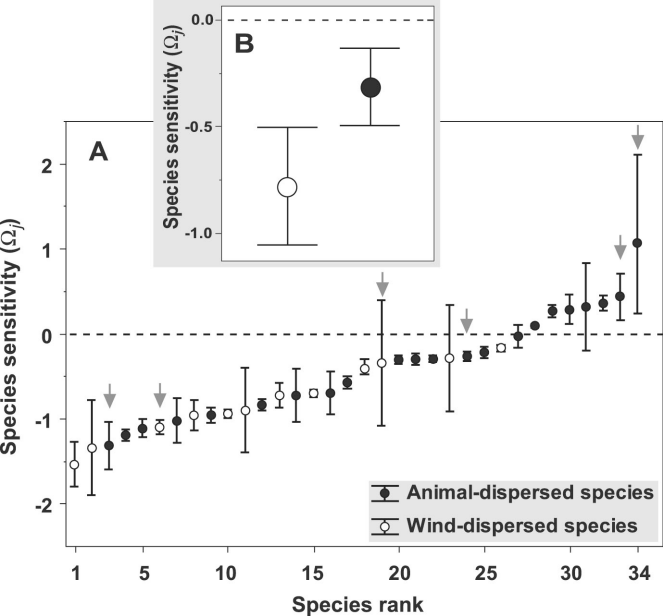 B
Species sensitivity (Ωj)
0.0
-0.5
-1.0
A
Species sensitivity (Ωj)
2
1
0
-1
-2
Animal-dispersed species
Wind-dispersed species
1 5 10 15 20 25 30 34
Species rank